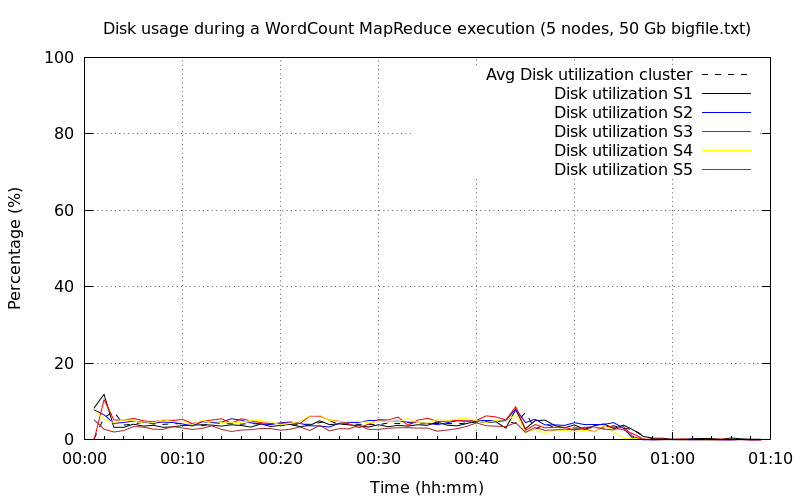 Disk usage during a WordCount MapReduce execution (5 nodes, 50 Gb bigfile.txt)
100
80
60
40
20
0
Percentage (%)
Avg Disk utilization cluster
Disk utilization S1
Disk utilization S2
Disk utilization S3
Disk utilization S4
Disk utilization S5
00:00 00:10 00:20 00:30 00:40 00:50 01:00 01:10
Time (hh:mm)